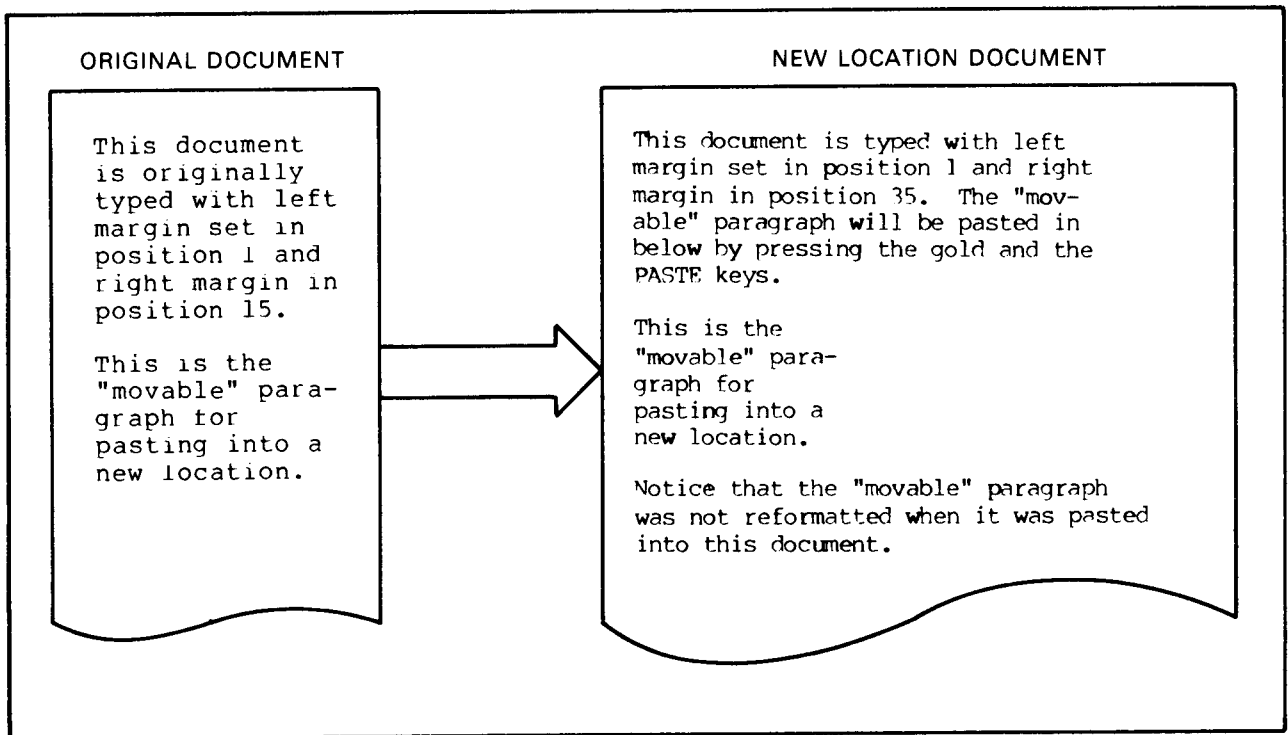 ORIGINAL DOCUMENT
This document
is originally
typed with left
margin set in
position 1 and
right margin in
position 15.
This is the
"movable" para-
graph for
pasting into a
new location.
NEW LOCATION DOCUMENT
This document is typed with left
margin set in position 1 and right
margin in position 35.  The "mov-
able" paragraph will be pasted in
below by pressing the gold and the
PASTE keys.
This is the
"movable" para-
graph for
pasting into a
new location.
Notice that the "movable" paragraph
was not reformatted when it was pasted
into this document.